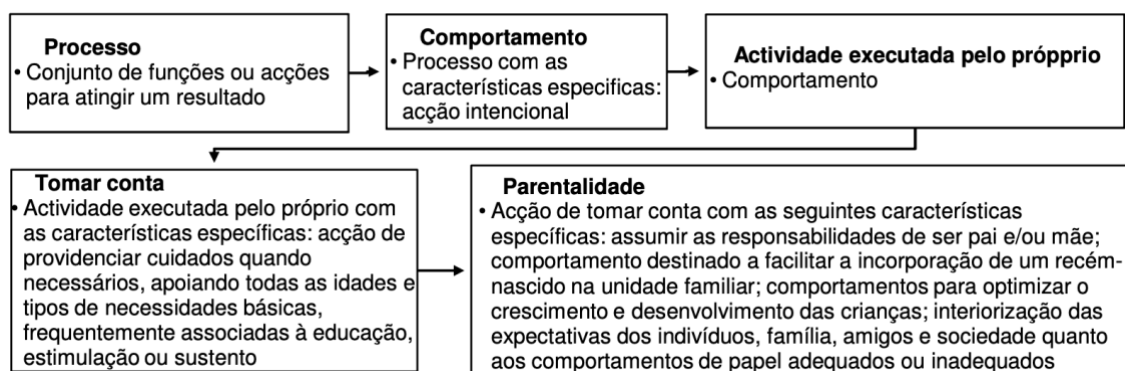 Processo
• Conjunto de funções ou acções
para atingir um resultado
Comportamento
• Processo com as
características especificas:
acção intencional
Actividade executada pelo própprio
• Comportamento
Tomar conta
• Actividade executada pelo próprio com
as características específicas: acção de
providenciar cuidados quando
necessários, apoiando todas as idades e
tipos de necessidades básicas,
frequentemente associadas à educação,
estimulação ou sustento
Parentalidade
• Acção de tomar conta com as seguintes características
específicas: assumir as responsabilidades de ser pai e/ou mãe;
comportamento destinado a facilitar a incorporação de um recém-
nascido na unidade familiar; comportamentos para optimizar o
crescimento e desenvolvimento das crianças; interiorização das
expectativas dos indivíduos, família, amigos e sociedade quanto
aos comportamentos de papel adequados ou inadequados